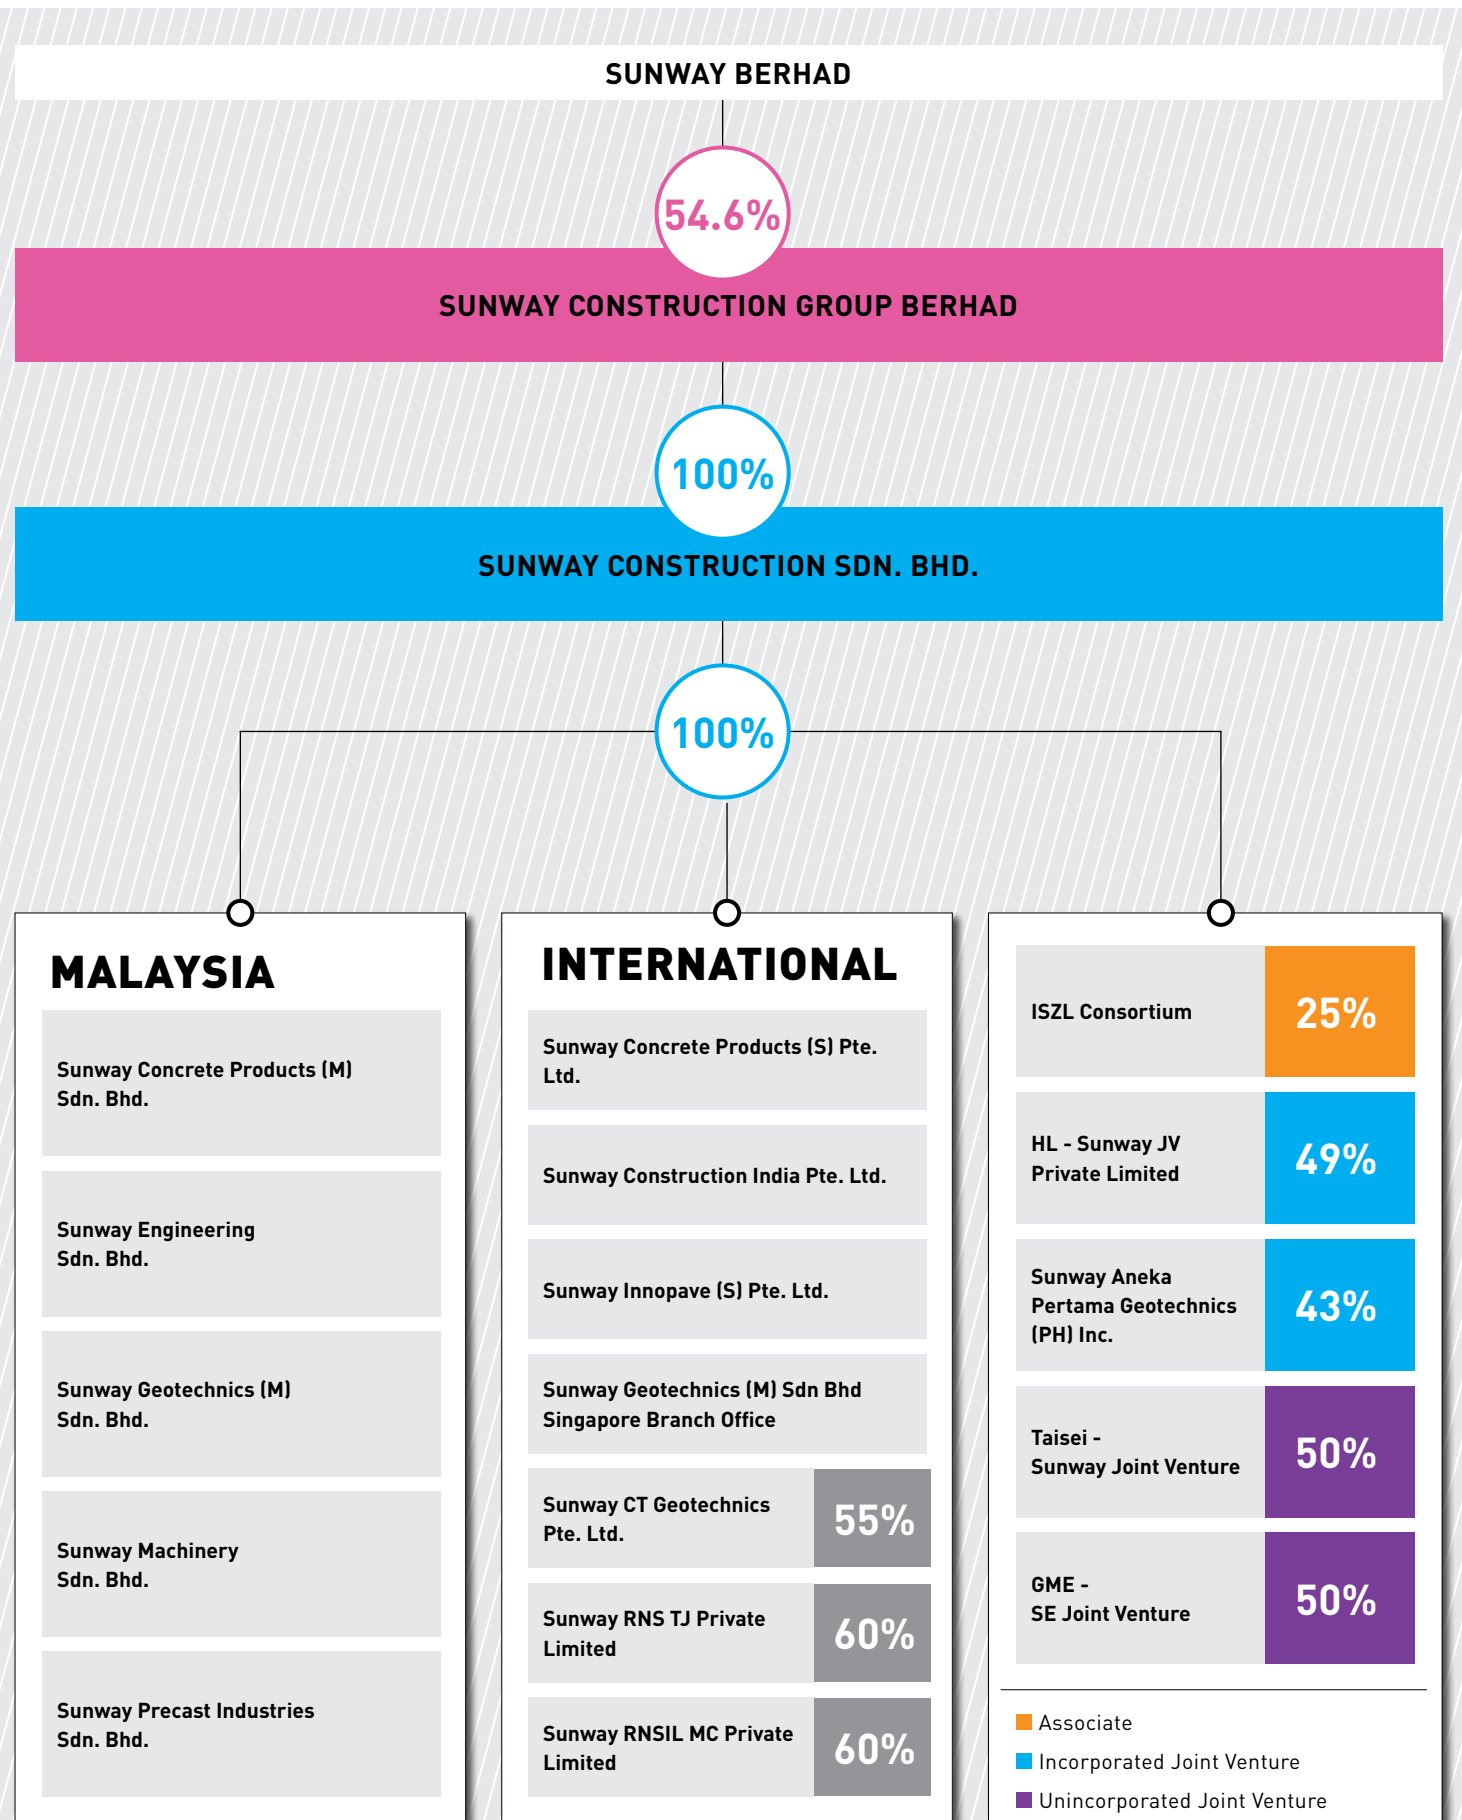 SUNWAY BERHAD
54.6%
SUNWAY CONSTRUCTION GROUP BERHAD
100%
SUNWAY CONSTRUCTION SDN. BHD.
100%
MALAYSIA
Sunway Concrete Products (M)
Sdn. Bhd.
Sunway Engineering
Sdn. Bhd.
Sunway Geotechnics (M)
Sdn. Bhd.
Sunway Machinery
Sdn. Bhd.
Sunway Precast Industries
Sdn. Bhd.
INTERNATIONAL
Sunway Concrete Products (S) Pte.
Ltd.
Sunway Construction India Pte. Ltd.
Sunway Innopave (S) Pte. Ltd.
Sunway Geotechnics (M) Sdn Bhd
Singapore Branch Office
Sunway CT Geotechnics
Pte. Ltd.
55%
Sunway RNS TJ Private
Limited
60%
Sunway RNSIL MC Private
Limited
60%
ISZL Consortium
25%
HL - Sunway JV
Private Limited
49%
Sunway Aneka
Pertama Geotechnics
(PH) Inc.
43%
Taisei -
Sunway Joint Venture
50%
GME -
SE Joint Venture
50%
Associate
Incorporated Joint Venture
Unincorporated Joint Venture